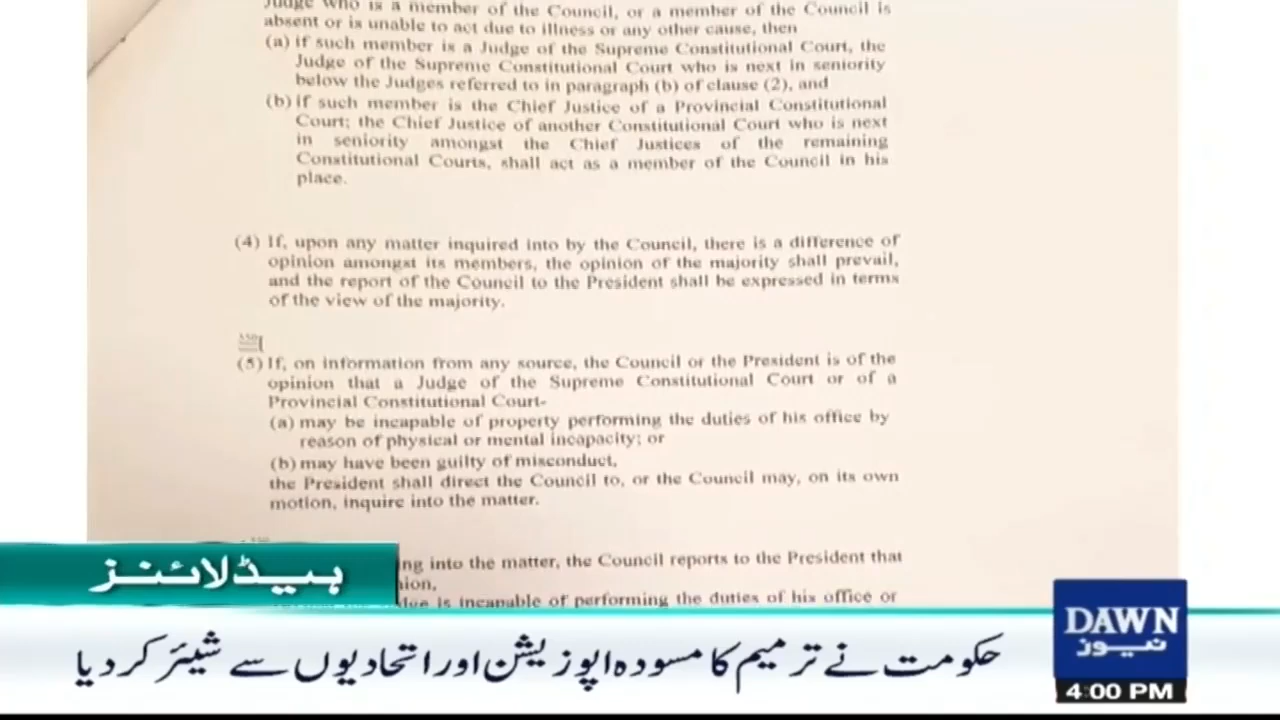 Judge who is a member of the Council, or a member of the Council is
absent or is unable to act due to illness or any other cause, then
(a) if such member is a Judge of the Supreme Constitutional Court, the
Judge of the Supreme Constitutional Court who is next in seniority
below the Judges referred to in paragraph (b) of clause (2), and
(b) if such member is the Chief Justice of a Provincial Constitutional
Court; the Chief Justice of another Constitutional Court who is next
in seniority amongst the Chief Justices of the remaining
Constitutional Courts, shall act as a member of the Council in his
place.
(4) If, upon any matter inquired into by the Council, there is a difference of
opinion amongst its members, the opinion of the majority shall prevail,
and the report of the Council to the President shall be expressed in terms
of the view of the majority.
(5) If, on information from any source, the Council or the President is of the
opinion that a Judge of the Supreme Constitutional Court or of a
Provincial Constitutional Court-
(a) may be incapable of property performing the duties of his office by
reason of physical or mental incapacity; or
(b) may have been guilty of misconduct,
the President shall direct the Council to, or the Council may, on its own
motion, inquire into the matter.
into the matter, the Council reports to the President that
is incapable of performing the duties of his office or
ہیڈلائنز
حکومت نے ترمیم کا مسودہ اپوزیشن اور اتحادیوں سے شیئر کر دیا
DAWN
نیوز
4:00 PM